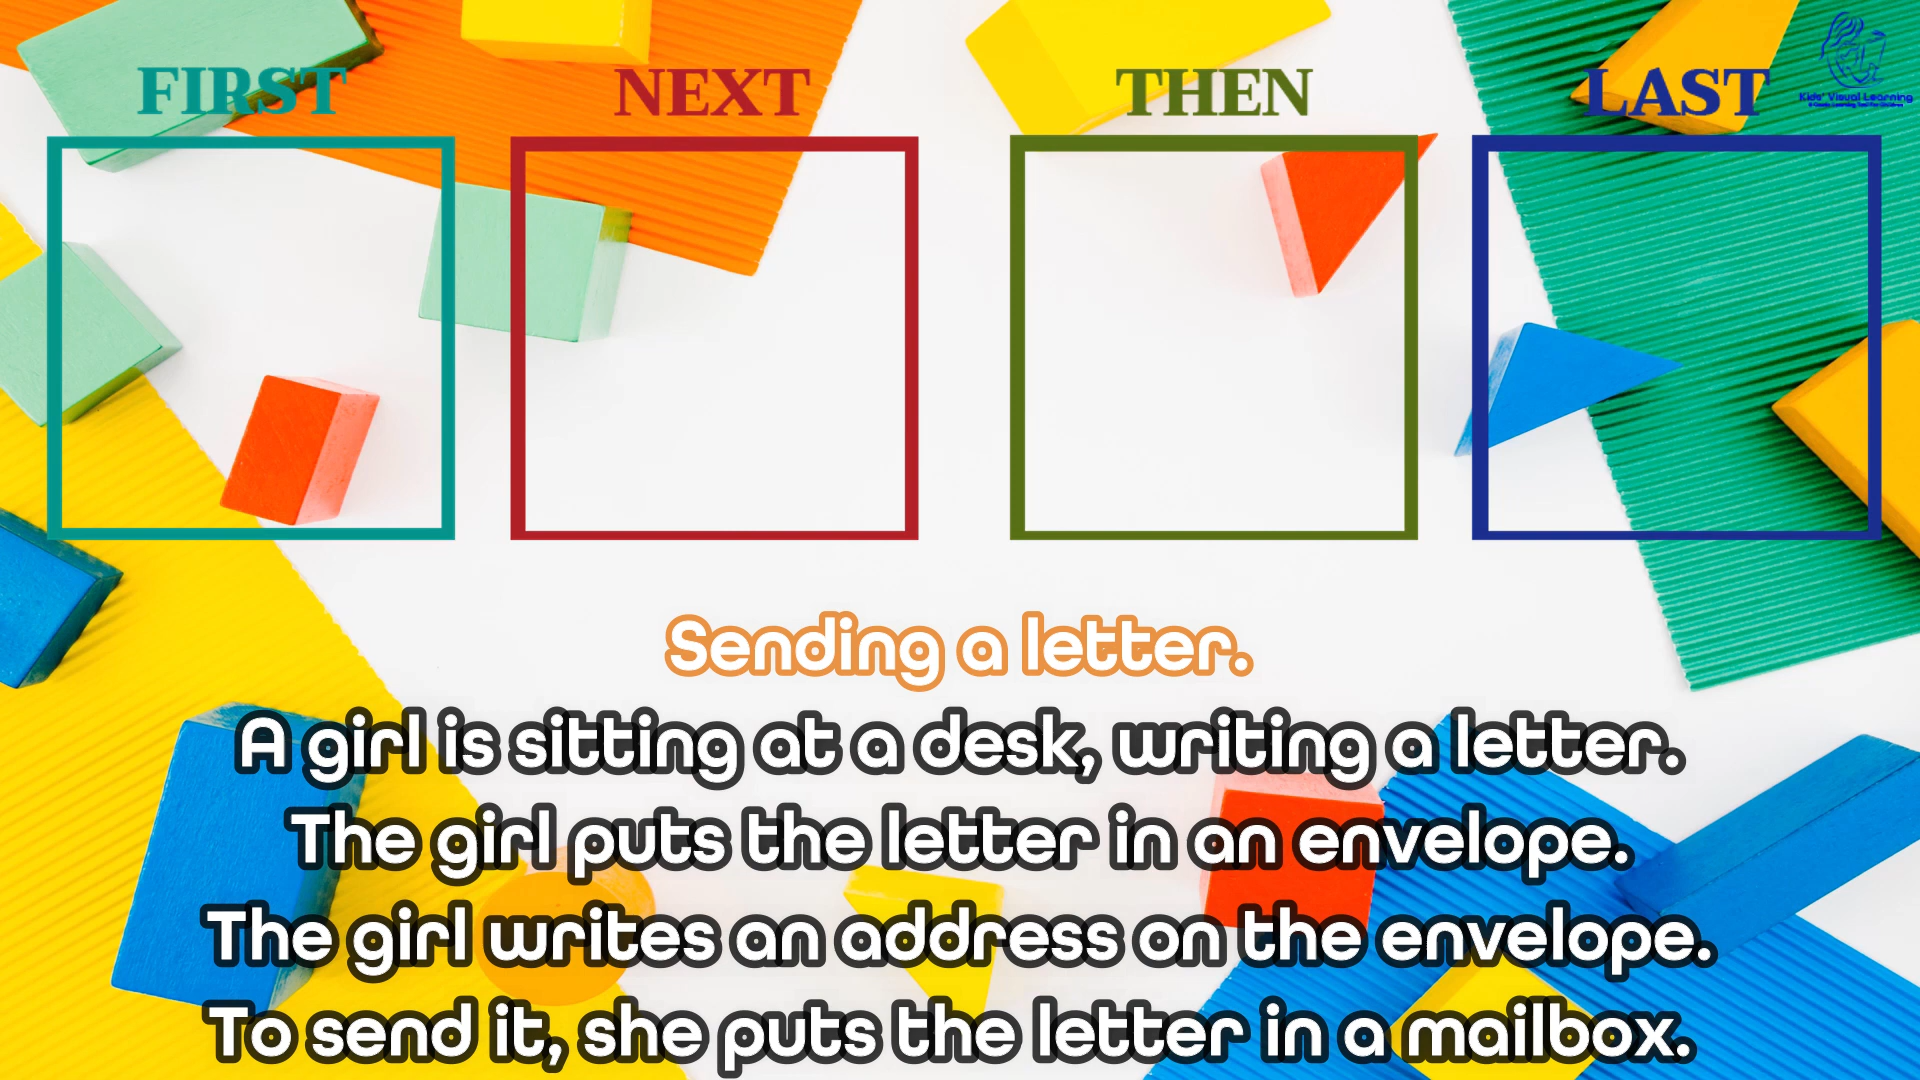 FIRST NEXT THEN LAST
Kids' Visual Learning
Sending a letter.
A girl is sitting at a desk, writing a letter.
The girl puts the letter in an envelope.
The girl writes an address on the envelope.
To send it, she puts the letter in a mailbox.